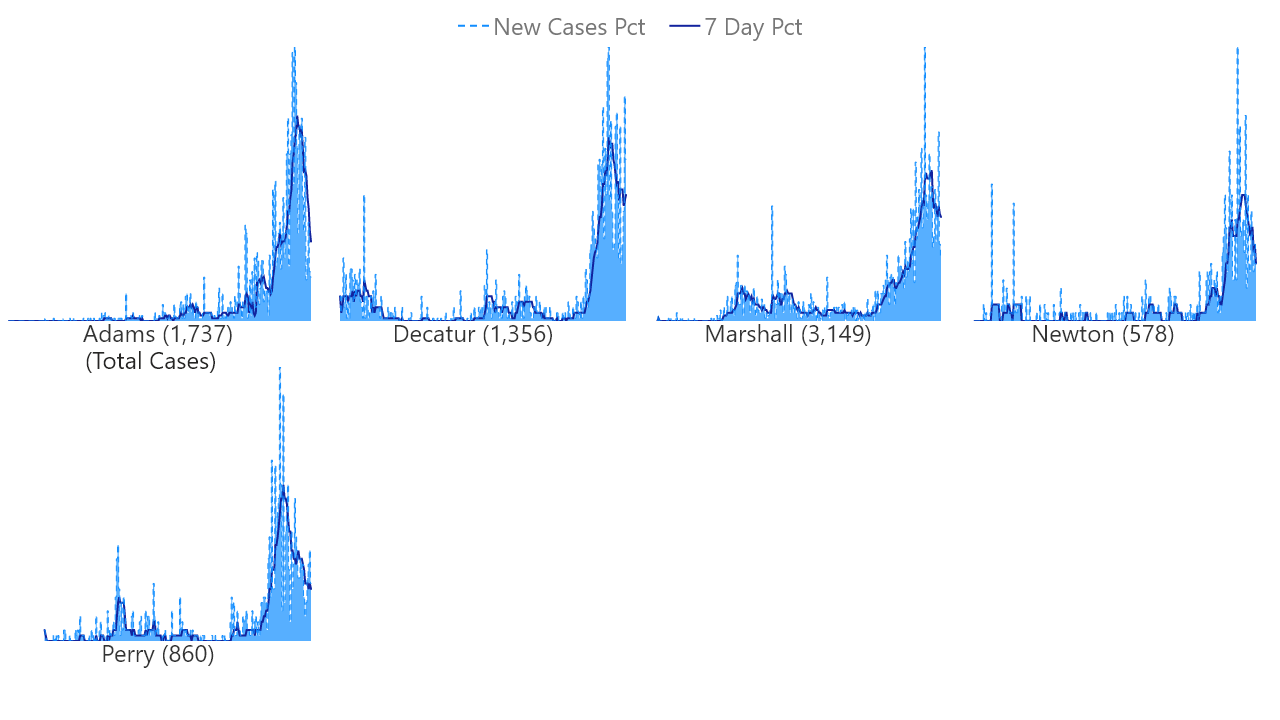 New Cases Pct 7 Day Pct
Adams (1,737)
(Total Cases)
Decatur (1,356)
Marshall (3,149)
Newton (578)
Perry (860)